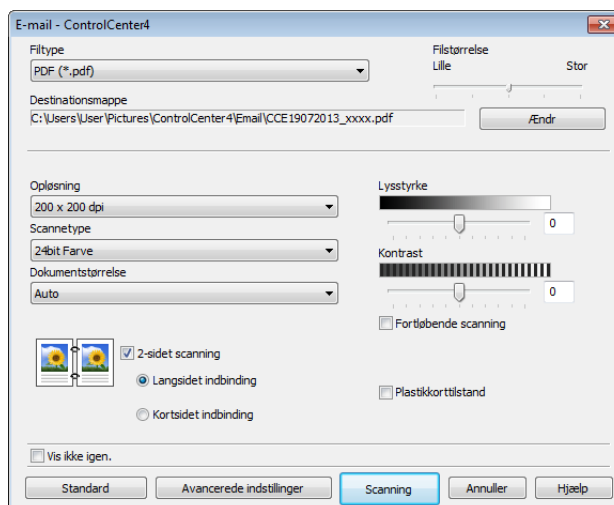 E-mail - ControlCenter4
Filtype
PDF (*.pdf)
Filstørrelse
Lille Stor
Destinationsmappe
C:\Users\User\Pictures\ControlCenter4\Email\CCE19072013_xxxx.pdf
Ændr
Opløsning
200 x 200 dpi
Scannetype
24bit Farve
Dokumentstørrelse
Auto
Lysstyrke
0
Kontrast
0
Fortløbende scanning
2-sidet scanning
Langsidet indbinding
Kortsidet indbinding
Plastikkorttilstand
Vis ikke igen.
Standard Avancerede indstillinger Scanning Annuller Hjælp